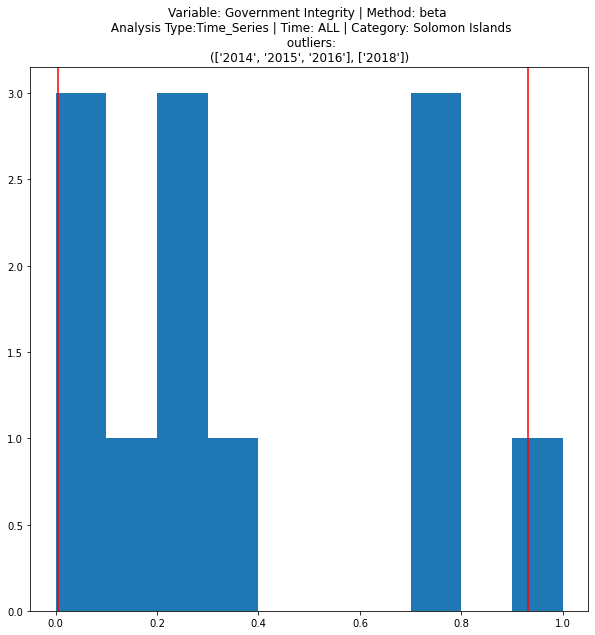 Variable: Government Integrity | Method: beta
Analysis Type:Time_Series | Time: ALL | Category: Solomon Islands
outliers:
(['2014', '2015', '2016'], ['2018'])
3.0
2.5
2.0
1.5
1.0
0.5
0.0
0.0 0.2 0.4 0.6 0.8 1.0